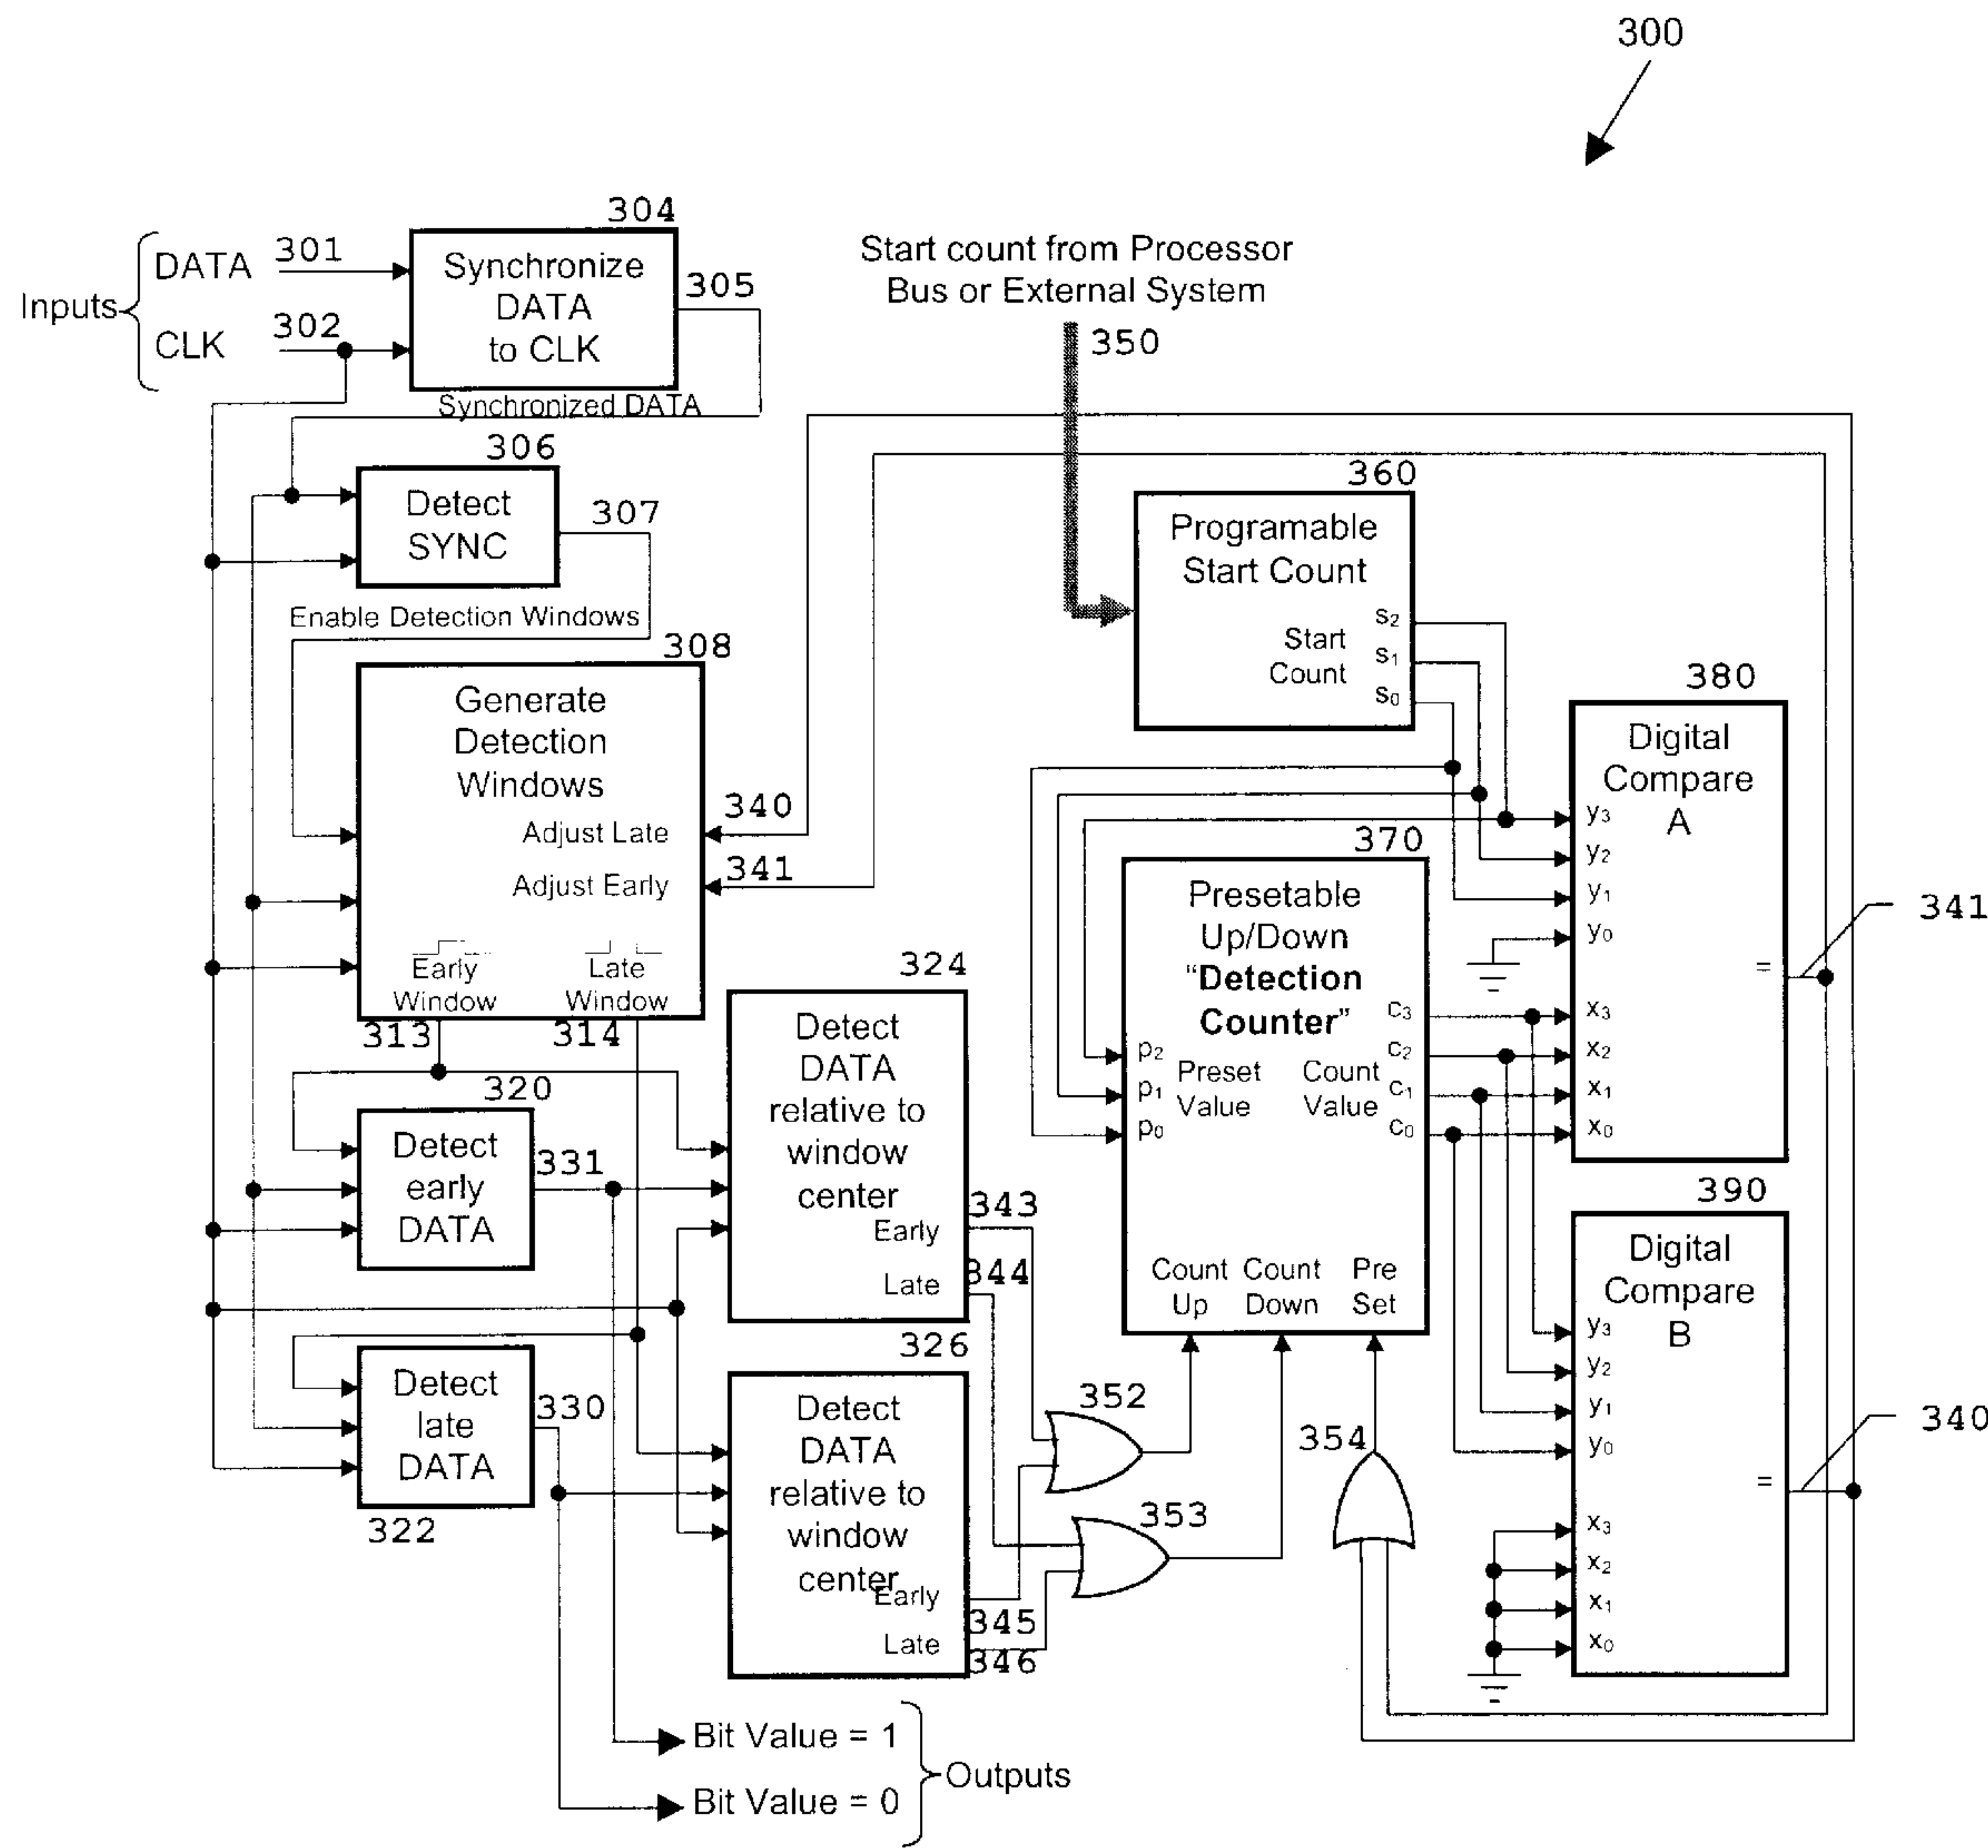 300
Inputs
DATA
301
CLK
302
304
Synchronize
DATA
to CLK
305
Synchronized DATA
Start count from Processor
Bus or External System
350
306
Detect
SYNC
307
Enable Detection Windows
308
Generate
Detection
Windows
Adjust Late
340
Adjust Early
341
Early
Window
Late
Window
313
314
360
Programable
Start Count
Start
Count
s2
s1
s0
380
Digital
Compare
A
y3
y2
y1
y0
x3
x2
x1
x0
=
341
370
Presetable
Up/Down
"Detection
Counter"
p2
p1
p0
Preset
Value
Count
Value
c3
c2
c1
c0
Count
Up
Count
Down
Pre
Set
320
Detect
early
DATA
331
324
Detect
DATA
relative to
window
center
Early
343
Late
344
322
Detect
late
DATA
330
326
Detect
DATA
relative to
window
center
Early
345
Late
346
352
353
354
390
Digital
Compare
B
y3
y2
y1
y0
x3
x2
x1
x0
=
340
Bit Value = 1
Bit Value = 0
Outputs